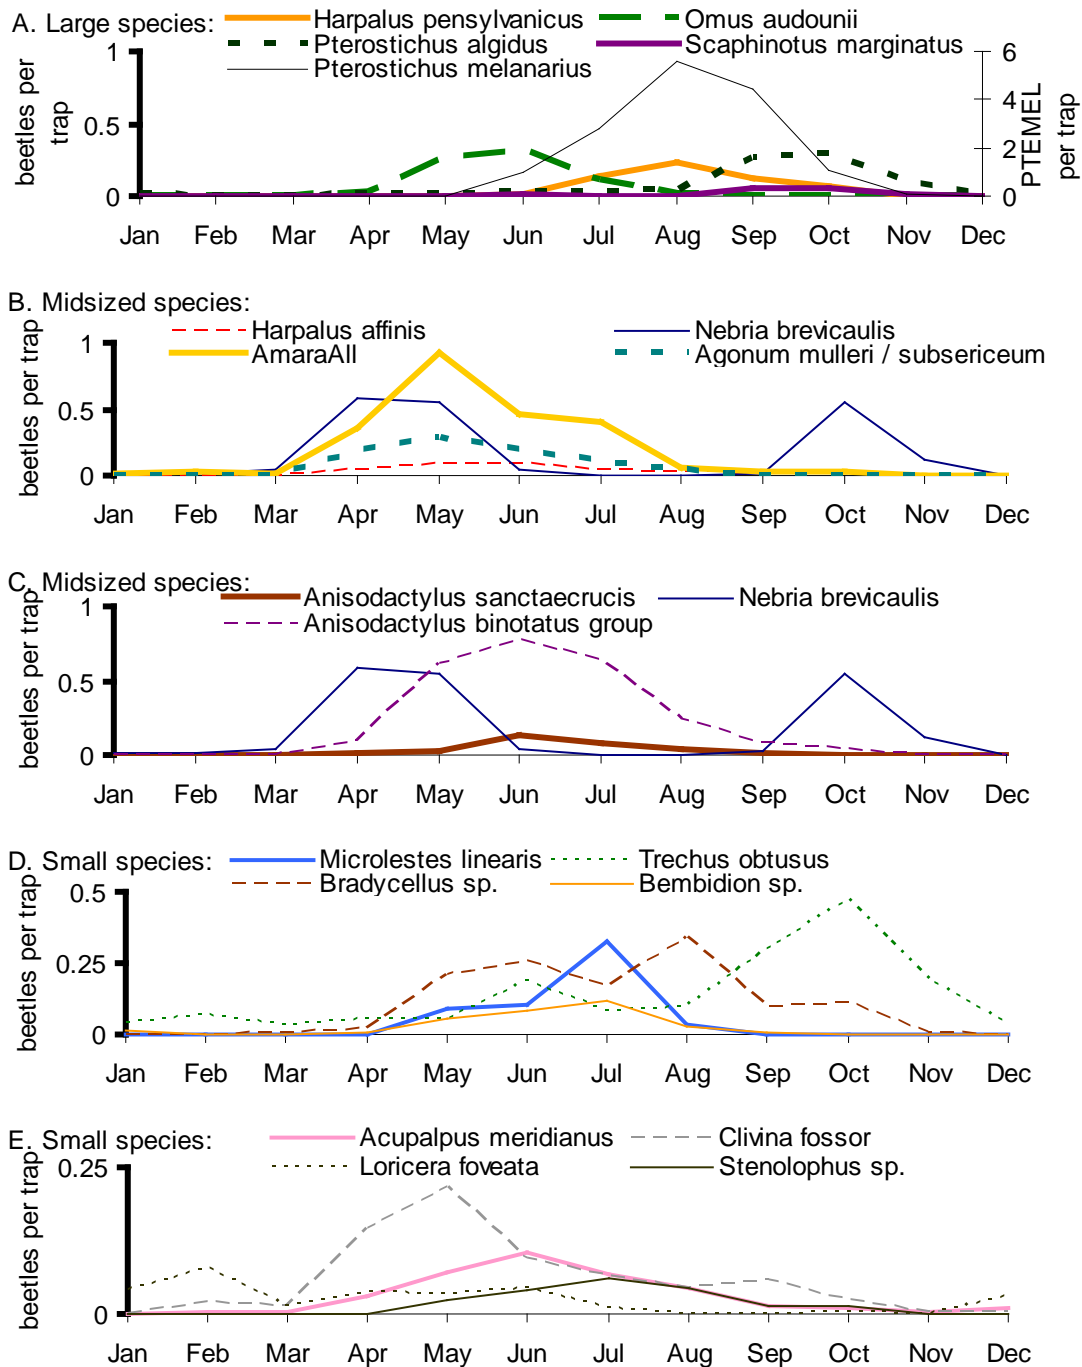 A. Large species:
Harpalus pensylvanicus
Omus audounii
Pterostichus algidus
Scaphinotus marginatus
Pterostichus melanarius
beetles per trap
1
0.5
0
PTEMEL per trap
6
4
2
0
Jan Feb Mar Apr May Jun Jul Aug Sep Oct Nov Dec
B. Midsized species:
Harpalus affinis
Nebria brevicaulis
AmaraAll
Agonum mulleri / subsericeum
beetles per trap
1
0.5
0
Jan Feb Mar Apr May Jun Jul Aug Sep Oct Nov Dec
C. Midsized species:
Anisodactylus sanctaecrucis
Nebria brevicaulis
Anisodactylus binotatus group
beetles per trap
1
0.5
0
Jan Feb Mar Apr May Jun Jul Aug Sep Oct Nov Dec
D. Small species:
Microlestes linearis
Trechus obtusus
Bradycellus sp.
Bembidion sp.
beetles per trap
0.5
0.25
0
Jan Feb Mar Apr May Jun Jul Aug Sep Oct Nov Dec
E. Small species:
Acupalpus meridianus
Clivina fossor
Loricera foveata
Stenolophus sp.
beetles per trap
0.25
0
Jan Feb Mar Apr May Jun Jul Aug Sep Oct Nov Dec